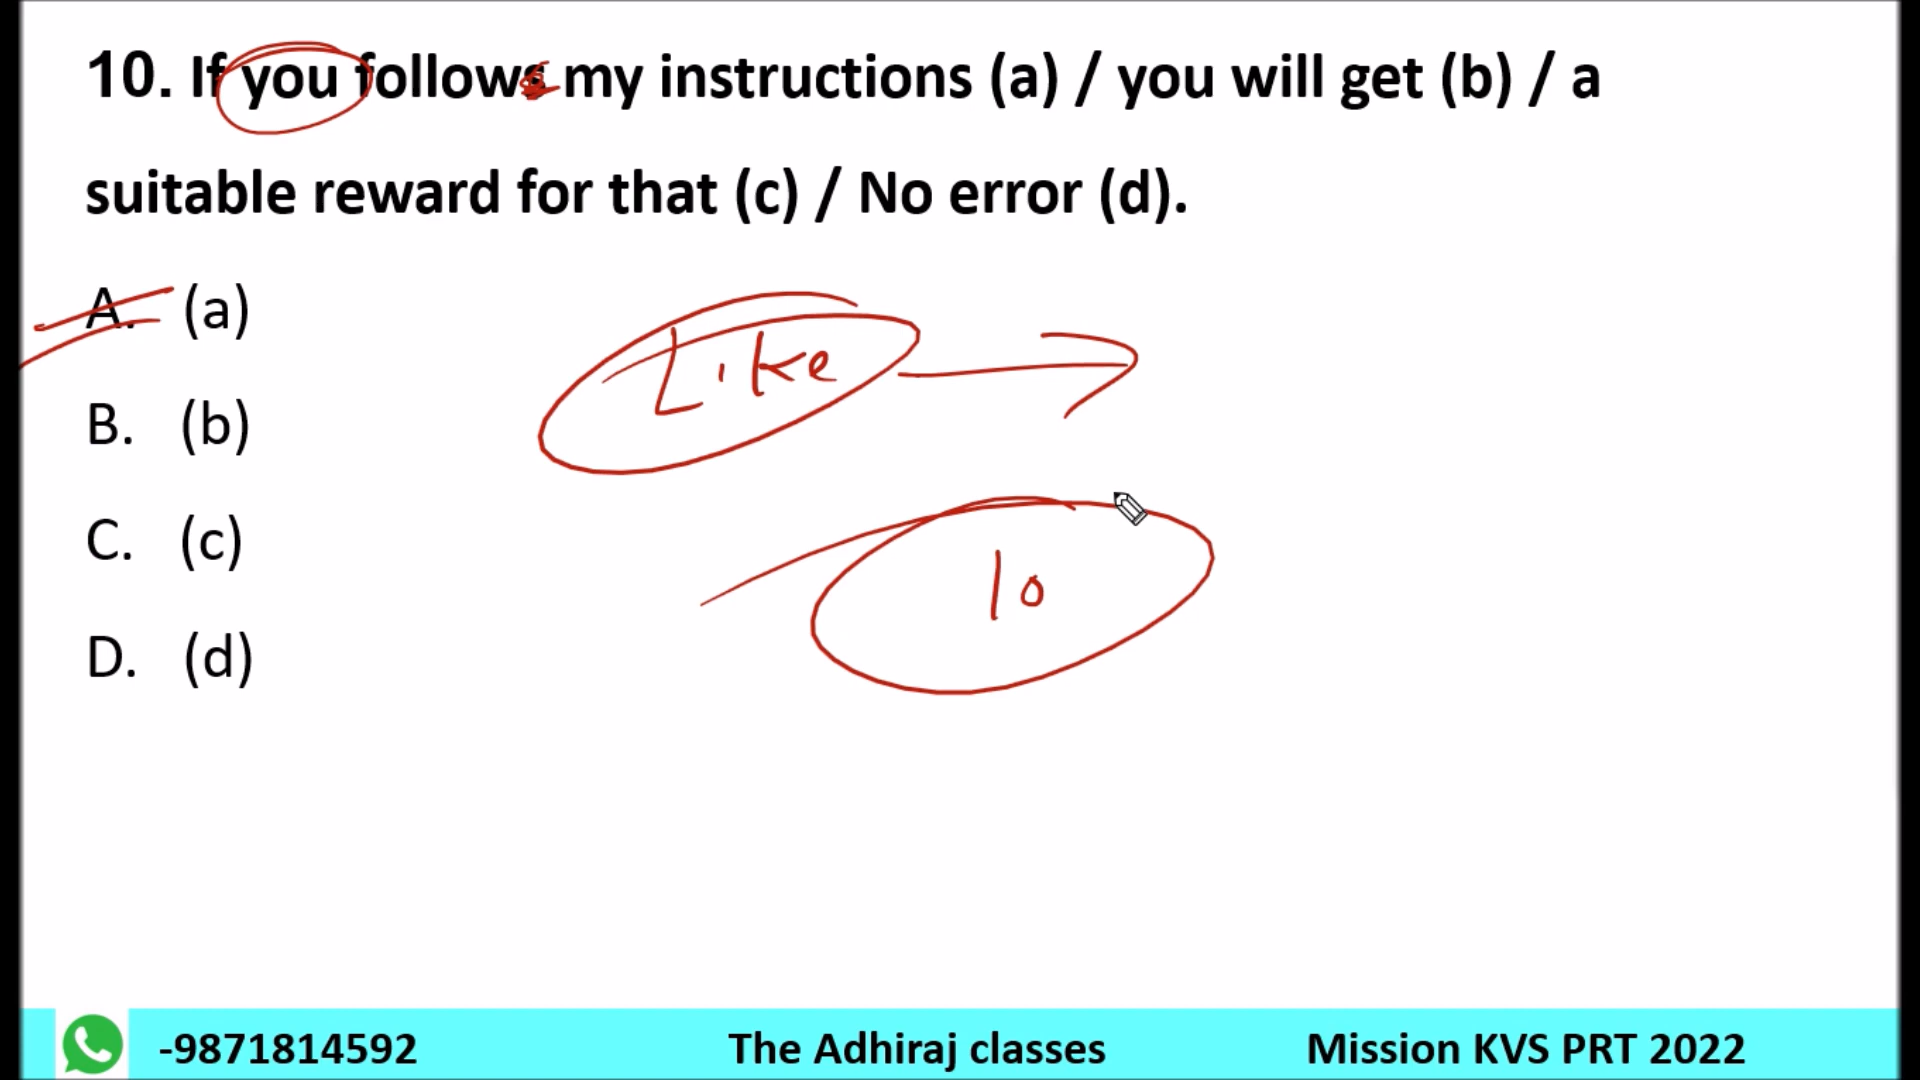 10. If you follows my instructions (a) / you will get (b) / a
suitable reward for that (c) / No error (d).
A. (a)
B. (b)
C. (c)
D. (d)
Like
10
-9871814592 The Adhiraj classes Mission KVS PRT 2022